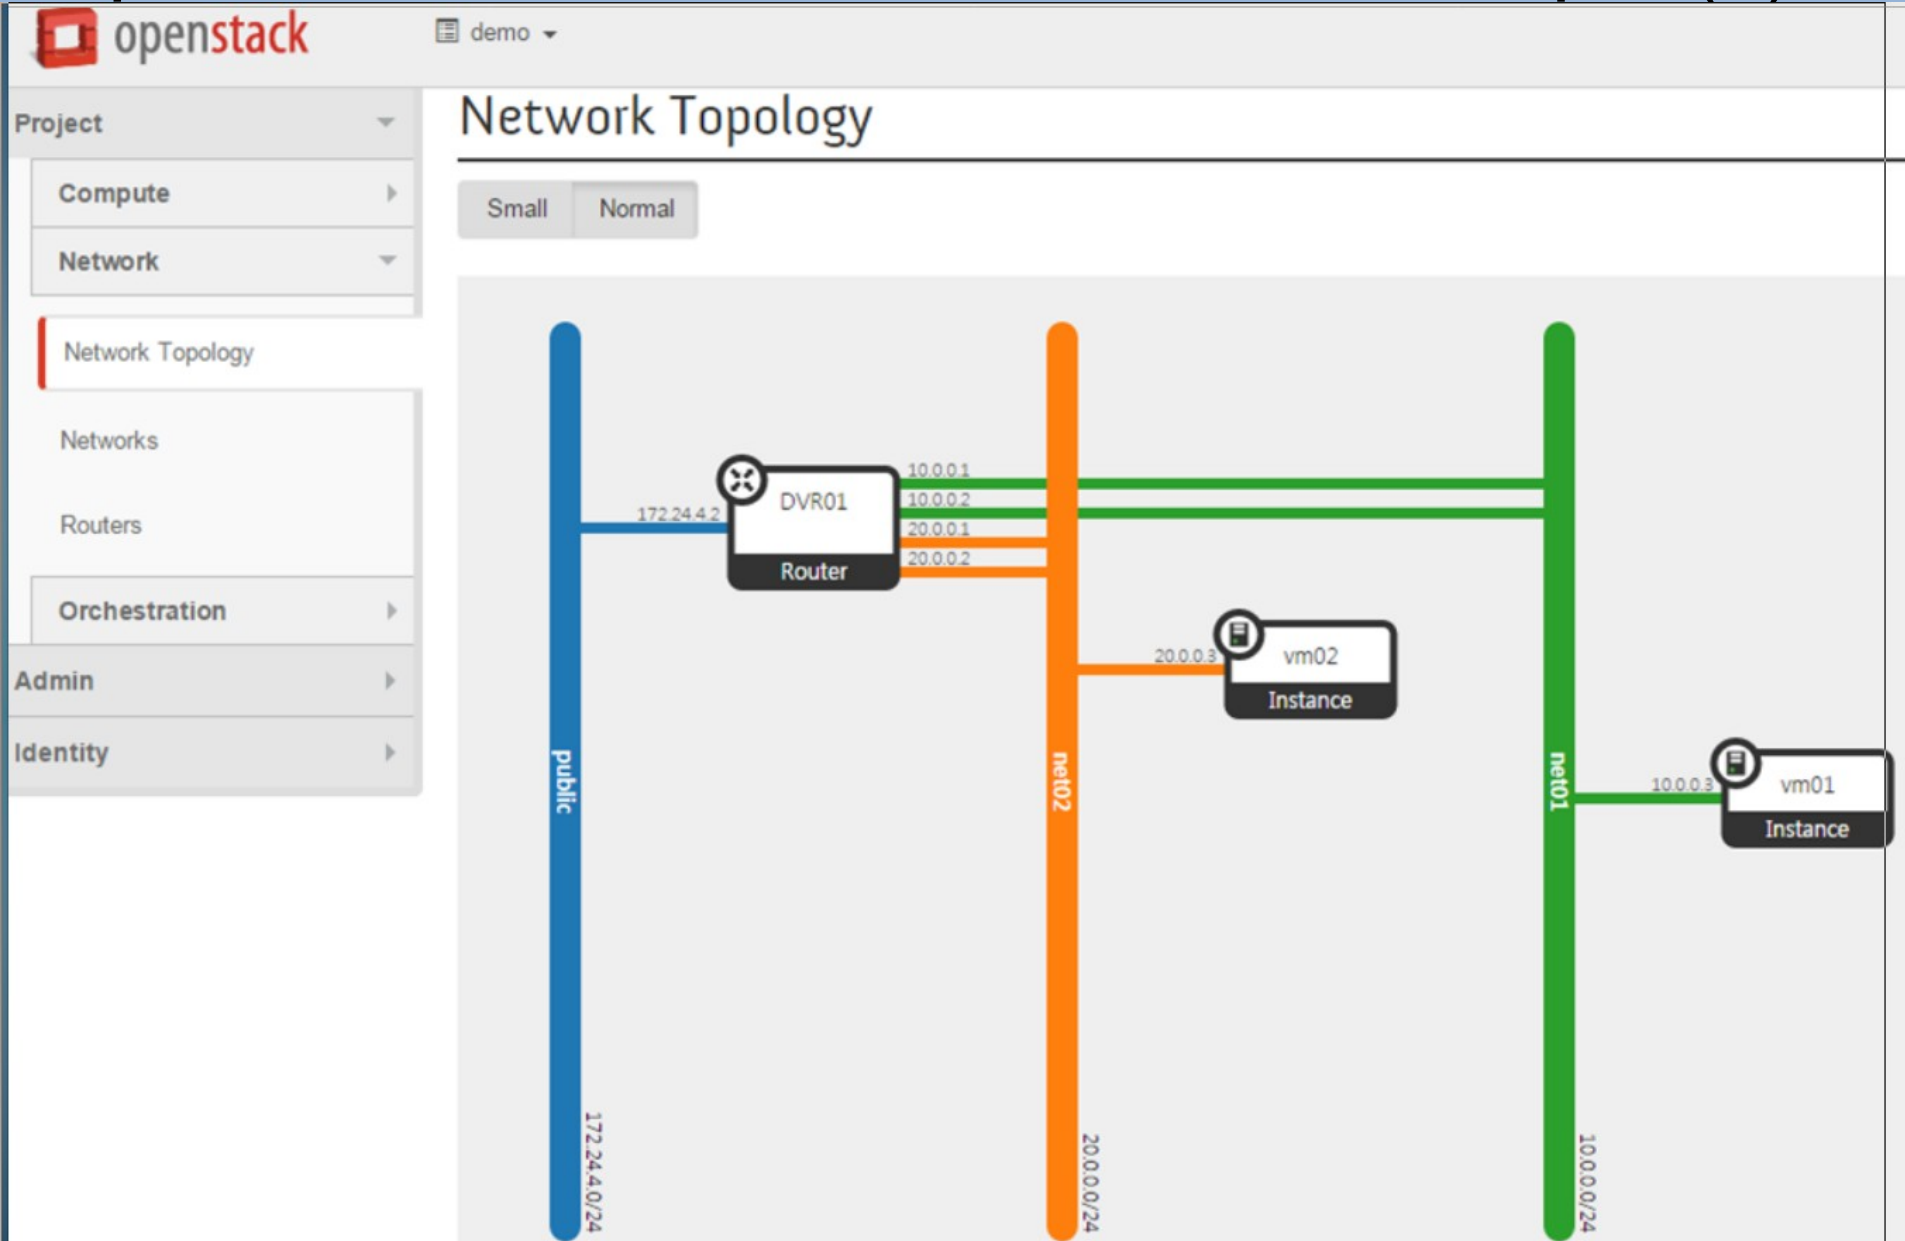 openstack
demo
Project
Compute
Network
Network Topology
Networks
Routers
Orchestration
Admin
Identity
Network Topology
Small
Normal
172.24.4.2
DVR01
Router
10.0.0.1
10.0.0.2
20.0.0.1
20.0.0.2
20.0.0.3
vm02
Instance
10.0.0.3
vm01
Instance
public
net02
net01
172.24.4.0/24
20.0.0.0/24
10.0.0.0/24